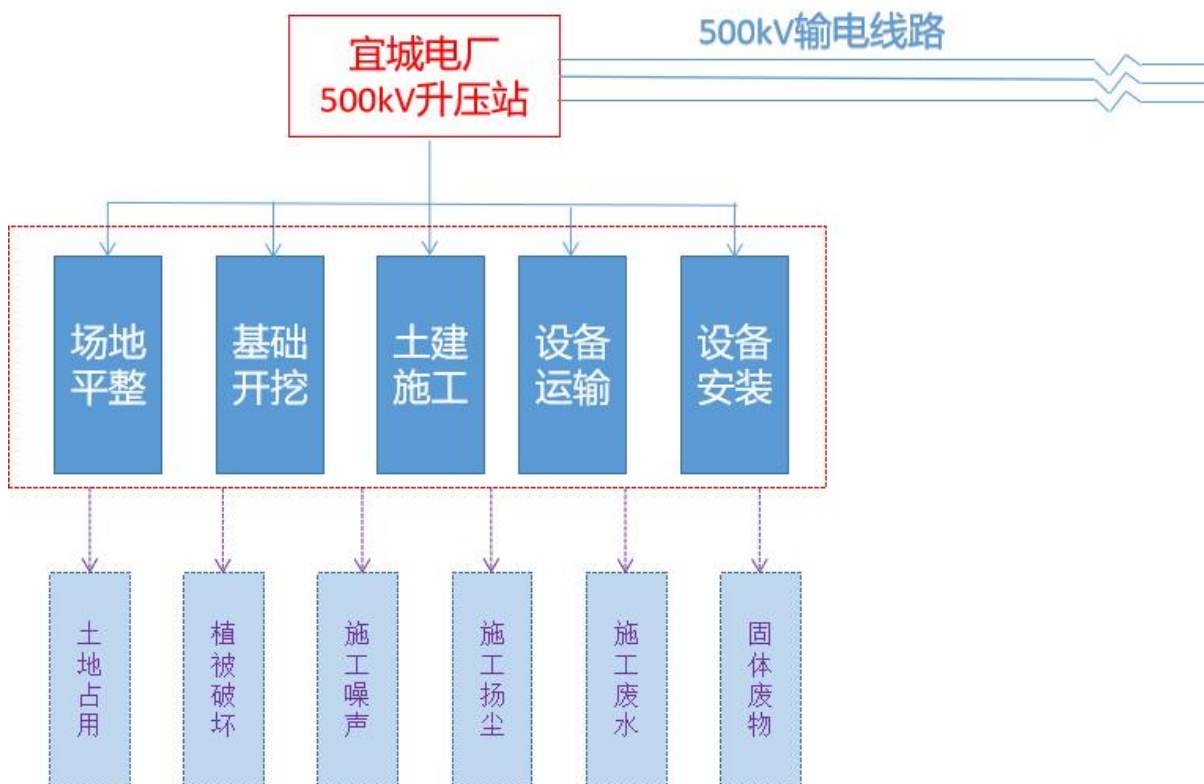 宜城电厂
500kV升压站
500kV输电线路
场地
平整
基础
开挖
土建
施工
设备
运输
设备
安装
土地占用
植被破坏
施工噪声
施工扬尘
施工废水
固体废物